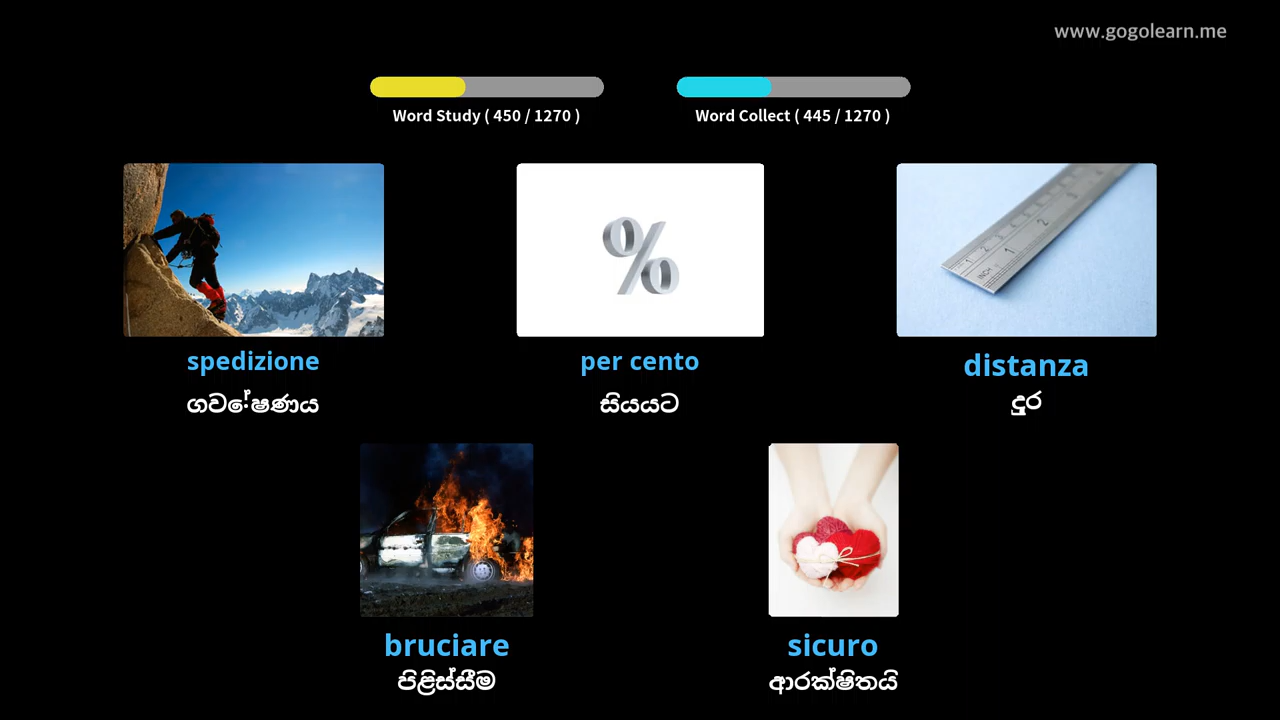 www.gogolearn.me
Word Study ( 450 / 1270 )
Word Collect ( 445 / 1270 )
spedizione
per cento
distanza
ගවේෂණය
සියයට
දුර
bruciare
sicuro
පිළිස්සීම
ආරක්ෂිතයි